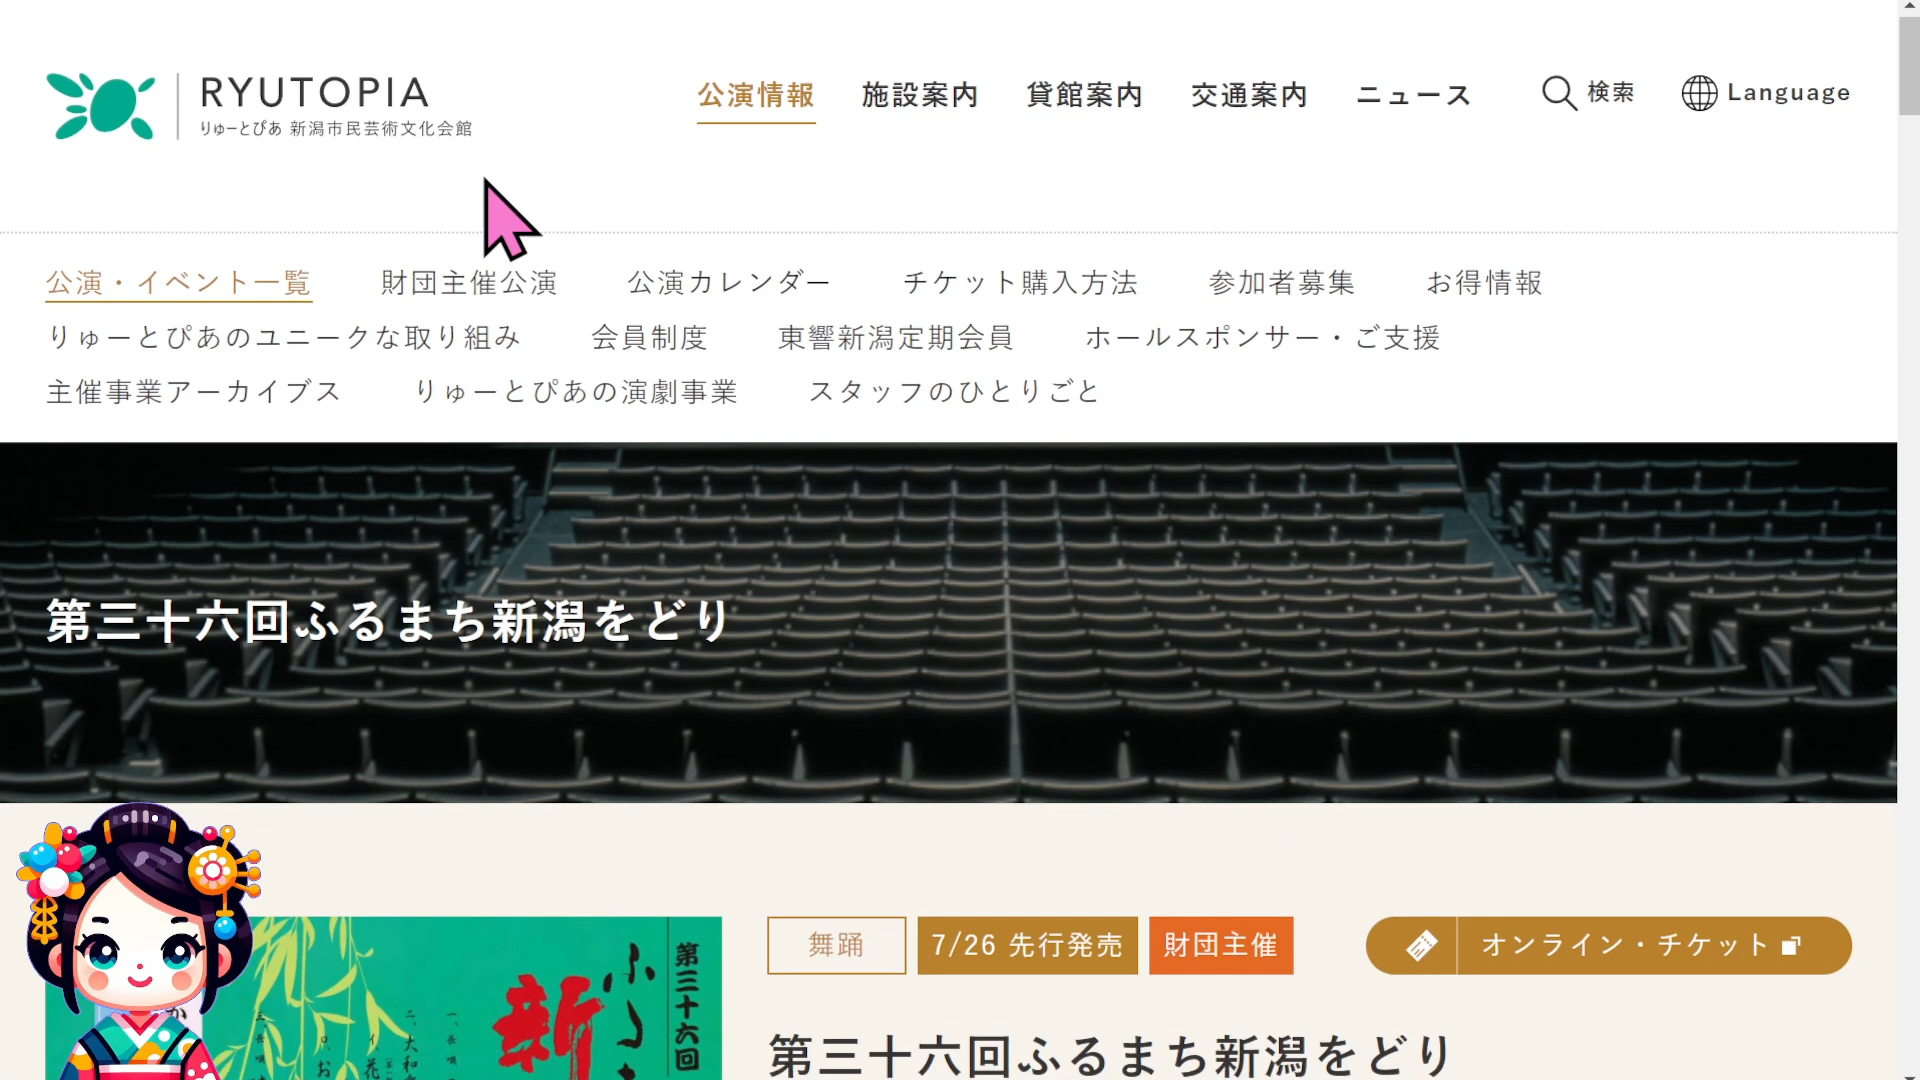 RYUTOPIA
りゅーとぴあ 新潟市民芸術文化会館
公演情報 施設案内 貸館案内 交通案内 ニュース 検索 Language
公演・イベント一覧 財団主催公演 公演カレンダー チケット購入方法 参加者募集 お得情報
りゅーとぴあのユニークな取り組み 会員制度 東響新潟定期会員 ホールスポンサー・ご支援
主催事業アーカイブス りゅーとぴあの演劇事業 スタッフのひとりごと
第三十六回ふるまち新潟をどり
舞踊 7/26 先行発売 財団主催 オンライン・チケット
第三十六回ふるまち新潟をどり
第三十六回
ふる
新